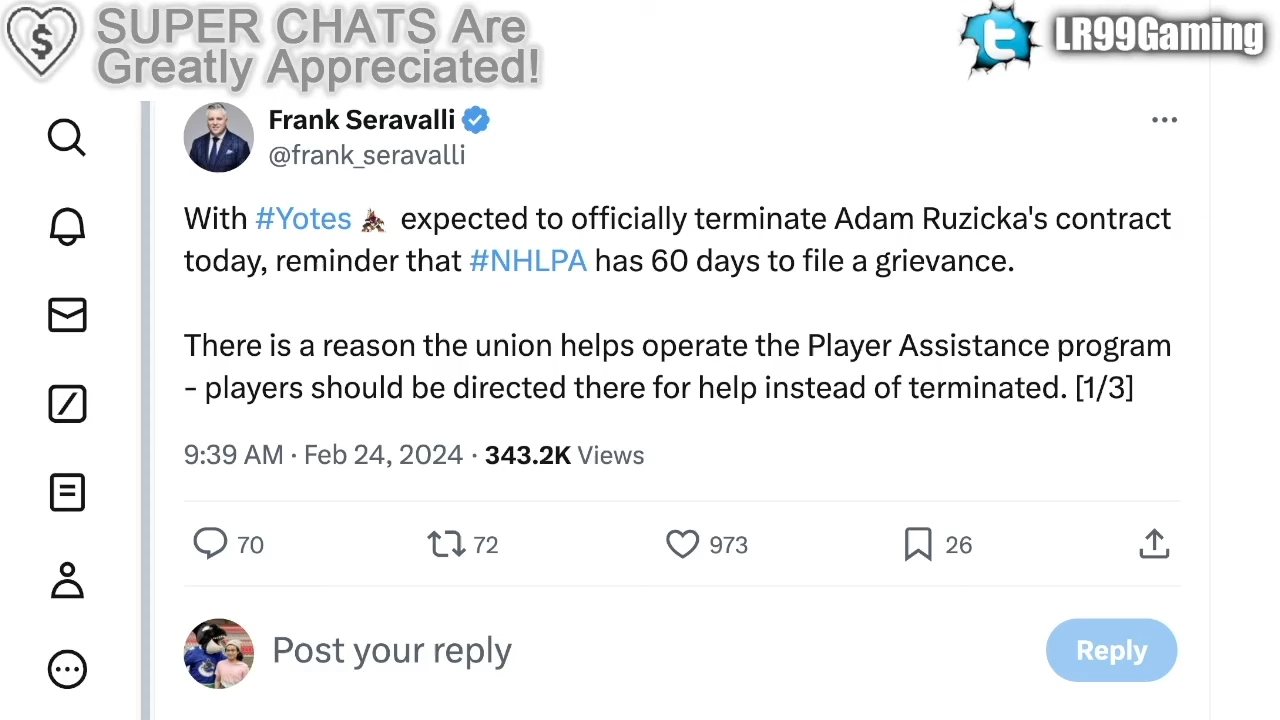 SUPER CHATS Are
Greatly Appreciated!
LR99Gaming
Frank Seravalli
@frank_seravalli
With #Yotes expected to officially terminate Adam Ruzicka's contract
today, reminder that #NHLPA has 60 days to file a grievance.
There is a reason the union helps operate the Player Assistance program
- players should be directed there for help instead of terminated. [1/3]
9:39 AM · Feb 24, 2024 · 343.2K Views
70 72 973 26
Post your reply
Reply